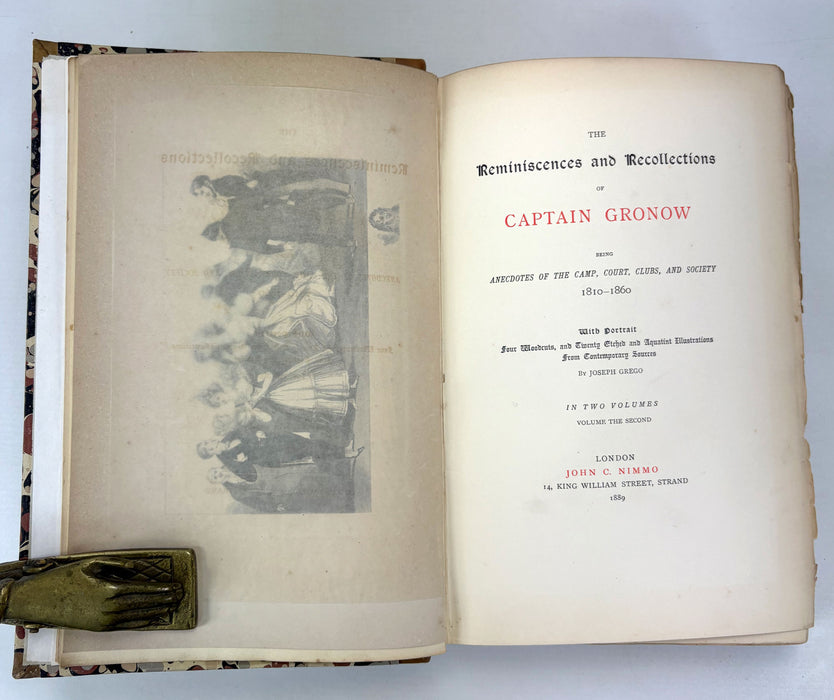 THE
Reminiscences and Recollections
OF
CAPTAIN GRONOW
BEING
ANECDOTES OF THE CAMP, COURT, CLUBS, AND SOCIETY
1810–1860
With Portrait
Four Woodcuts, and Twenty Etched and Aquatint Illustrations
From Contemporary Sources
BY JOSEPH GREGO
IN TWO VOLUMES
VOLUME THE SECOND
LONDON
JOHN C. NIMMO
14, KING WILLIAM STREET, STRAND
1889